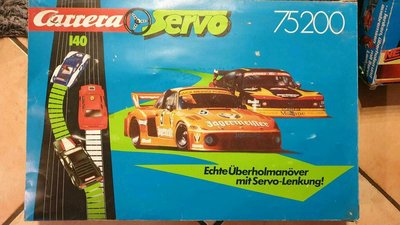 Carrera Servo 75200
140
Jägermeister
Echte Überholmanöver
mit Servo-Lenkung!